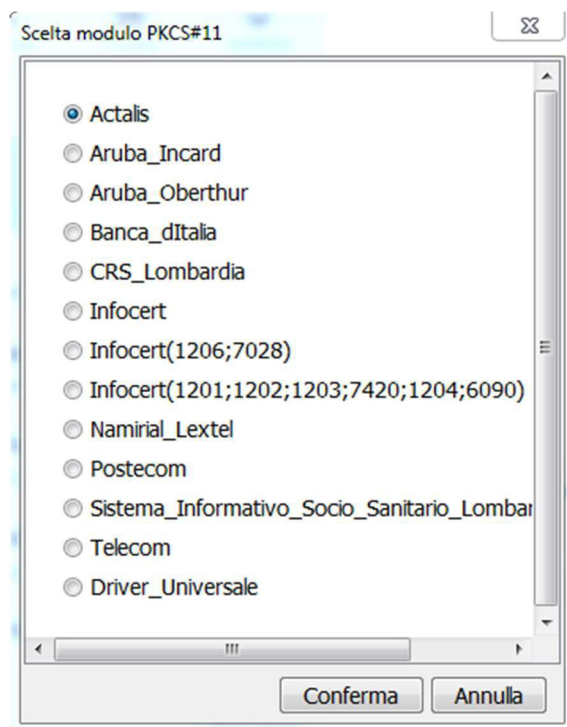 Scelta modulo PKCS#11
Actalis
Aruba_Incard
Aruba_Oberthur
Banca_dItalia
CRS_Lombardia
Infocert
Infocert(1206;7028)
Infocert(1201;1202;1203;7420;1204;6090)
Namirial_Lextel
Postecom
Sistema_Informativo_Socio_Sanitario_Lombar
Telecom
Driver_Universale
Conferma Annulla